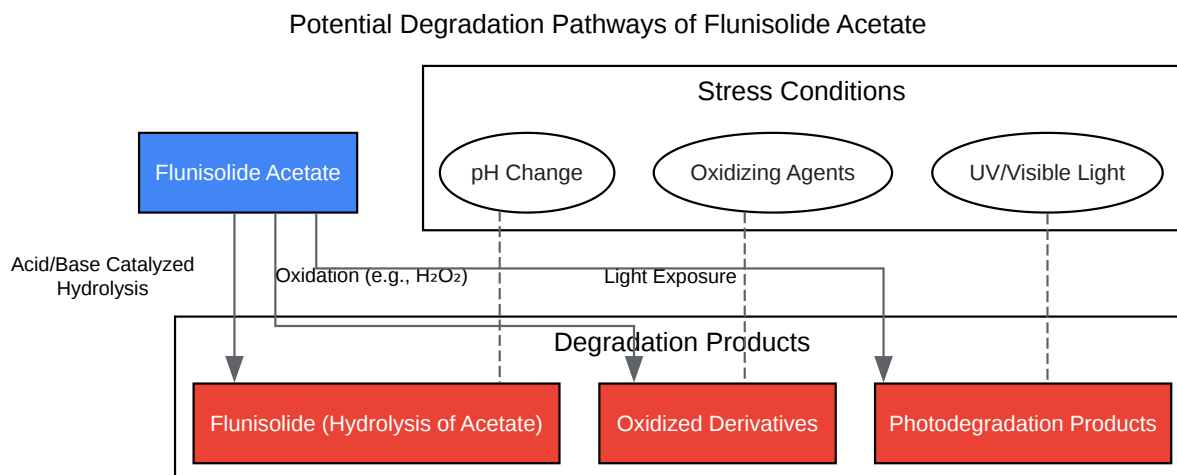 Potential Degradation Pathways of Flunisolide Acetate
Stress Conditions
Flunisolide Acetate
pH Change
Oxidizing Agents
UV/Visible Light
Acid/Base Catalyzed
Hydrolysis
Oxidation (e.g., H₂O₂)
Light Exposure
Degradation Products
Flunisolide (Hydrolysis of Acetate)
Oxidized Derivatives
Photodegradation Products